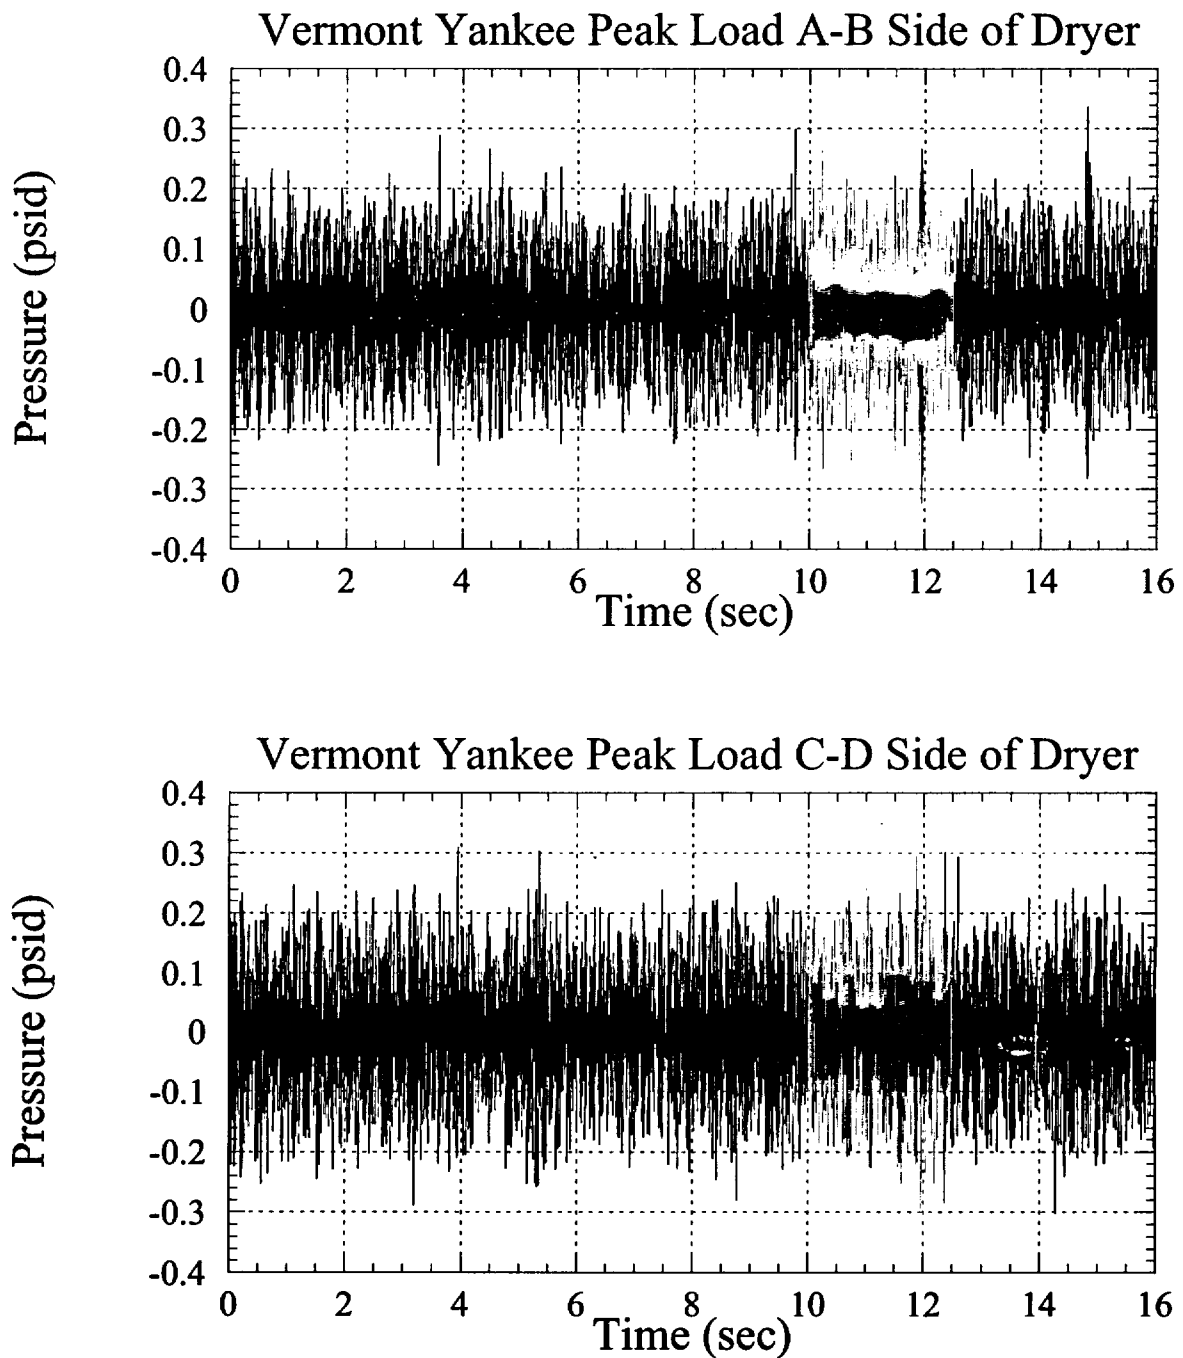 Vermont Yankee Peak Load A-B Side of Dryer
Pressure (psid)
0.4
0.3
0.2
0.1
0
-0.1
-0.2
-0.3
-0.4
0 2 4 6 8 10 12 14 16
Time (sec)
Vermont Yankee Peak Load C-D Side of Dryer
Pressure (psid)
0.4
0.3
0.2
0.1
0
-0.1
-0.2
-0.3
-0.4
0 2 4 6 8 10 12 14 16
Time (sec)